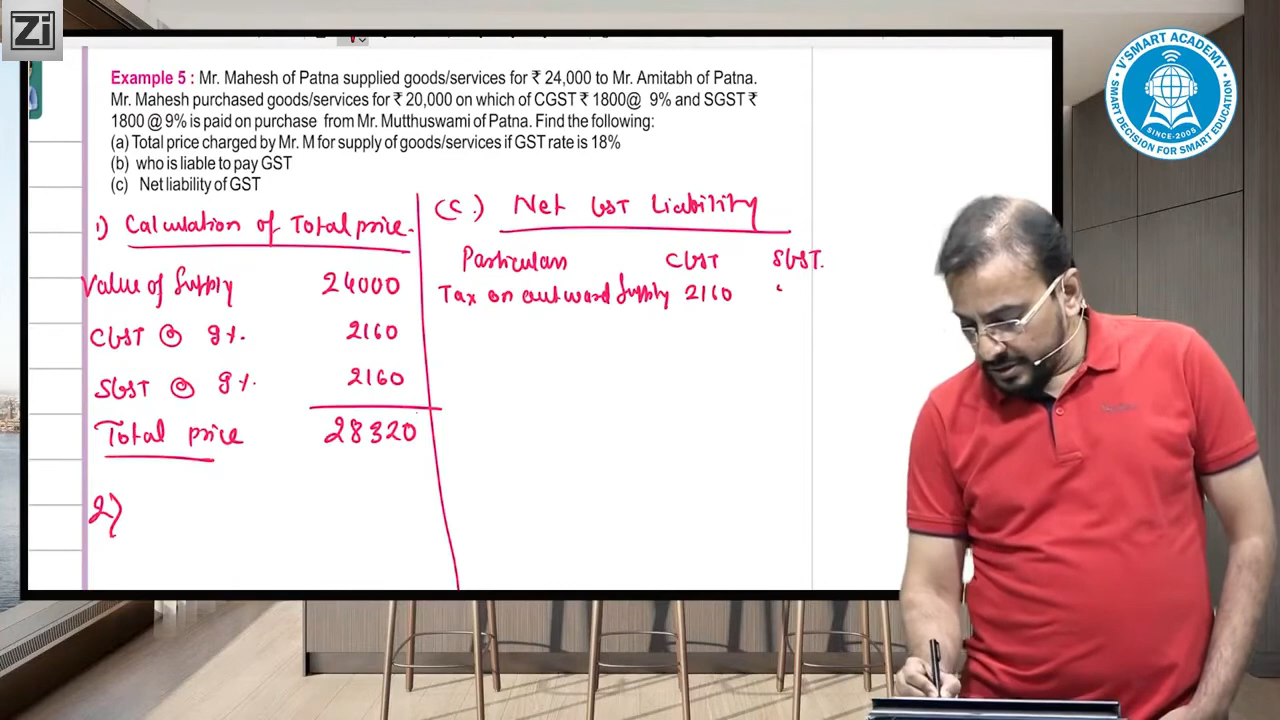 Zi
Example 5 : Mr. Mahesh of Patna supplied goods/services for ₹ 24,000 to Mr. Amitabh of Patna.
Mr. Mahesh purchased goods/services for ₹ 20,000 on which of CGST ₹ 1800@ 9% and SGST ₹
1800 @ 9% is paid on purchase from Mr. Mutthuswami of Patna. Find the following:
(a) Total price charged by Mr. M for supply of goods/services if GST rate is 18%
(b) who is liable to pay GST
(c) Net liability of GST
1) Calculation of Total price.
Value of Supply 24000
CGST @ 9%. 2160
SGST @ 9%. 2160
Total price 28320
2)
(C.) Net GST Liability
Particulars CGST SGST.
Tax on outward Supply 2160
V'SMART ACADEMY
SINCE-2005
SMART DECISION FOR SMART EDUCATION